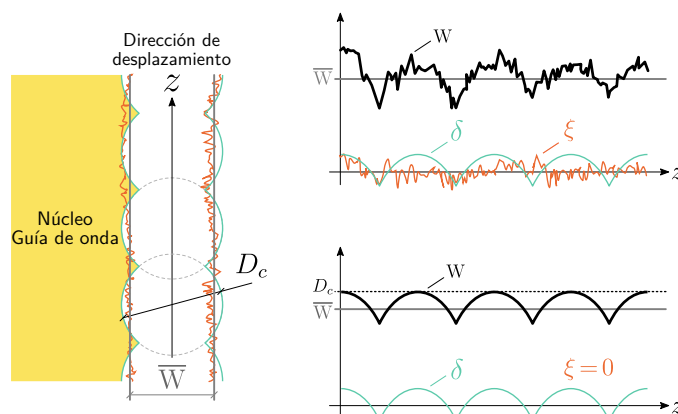 Dirección de
desplazamiento
z
Núcleo
Guía de onda
D_c
W̅
W
W̅
δ
ξ
z
W
D_c
W̅
δ
ξ = 0
z